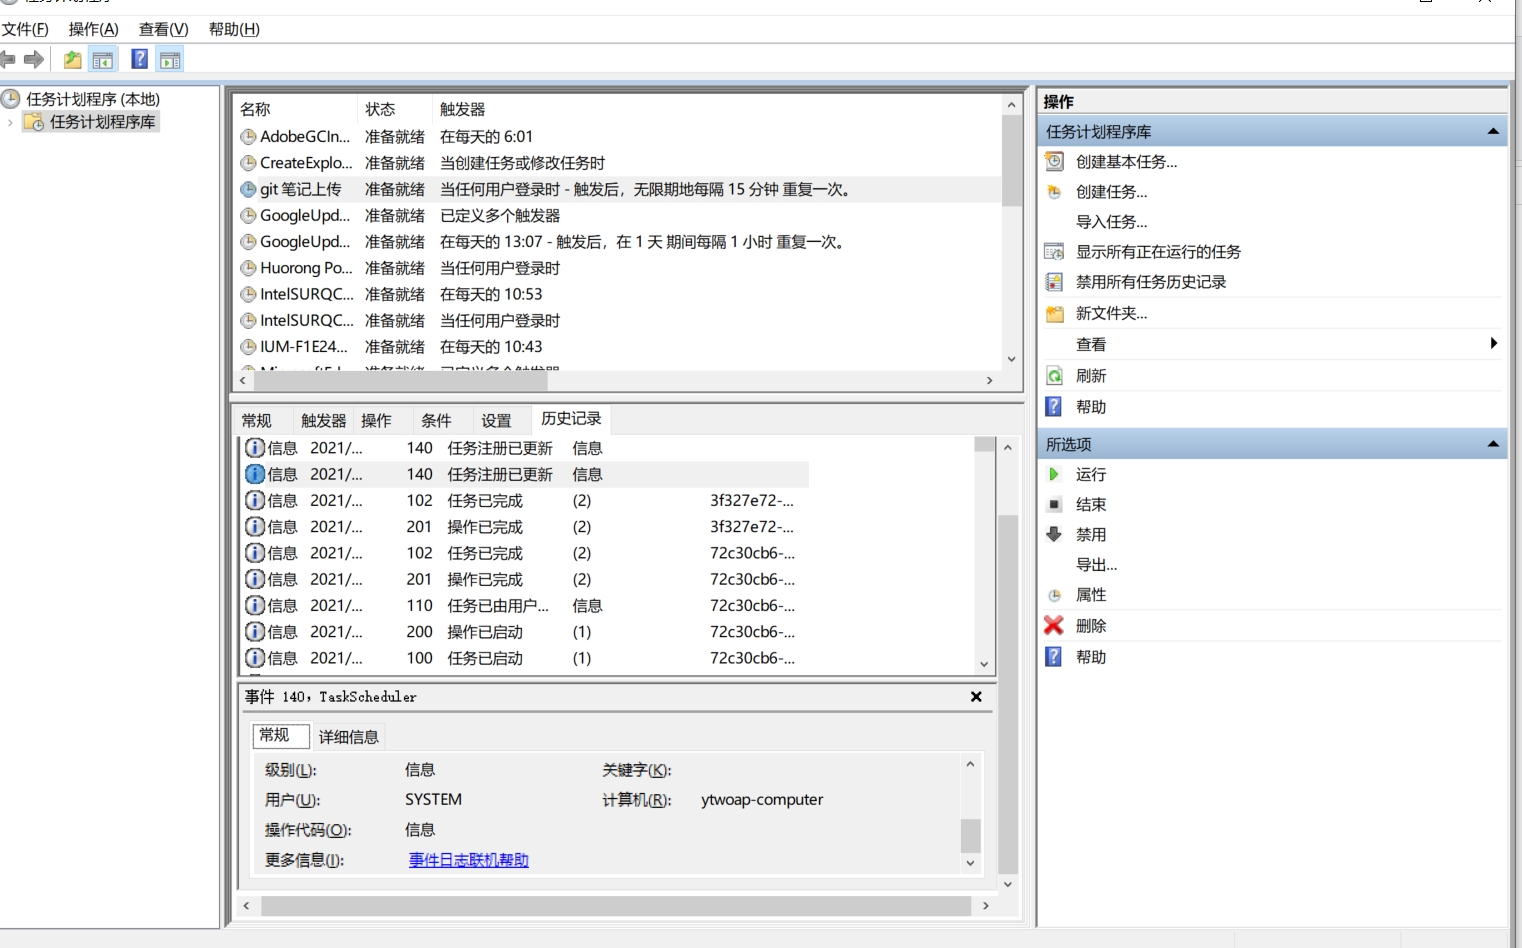 文件(F) 操作(A) 查看(V) 帮助(H)
任务计划程序 (本地)
任务计划程序库
名称 状态 触发器
AdobeGCIn... 准备就绪 在每天的 6:01
CreateExplo... 准备就绪 当创建任务或修改任务时
git 笔记上传 准备就绪 当任何用户登录时 - 触发后，无限期地每隔 15 分钟 重复一次。
GoogleUpd... 准备就绪 已定义多个触发器
GoogleUpd... 准备就绪 在每天的 13:07 - 触发后，在 1 天 期间每隔 1 小时 重复一次。
Huorong Po... 准备就绪 当任何用户登录时
IntelSURQC... 准备就绪 在每天的 10:53
IntelSURQC... 准备就绪 当任何用户登录时
IUM-F1E24... 准备就绪 在每天的 10:43
常规 触发器 操作 条件 设置 历史记录
信息 2021/... 140 任务注册已更新 信息
信息 2021/... 140 任务注册已更新 信息
信息 2021/... 102 任务已完成 (2) 3f327e72-...
信息 2021/... 201 操作已完成 (2) 3f327e72-...
信息 2021/... 102 任务已完成 (2) 72c30cb6-...
信息 2021/... 201 操作已完成 (2) 72c30cb6-...
信息 2021/... 110 任务已由用户... 信息 72c30cb6-...
信息 2021/... 200 操作已启动 (1) 72c30cb6-...
信息 2021/... 100 任务已启动 (1) 72c30cb6-...
事件 140，TaskScheduler
常规 详细信息
级别(L): 信息 关键字(K):
用户(U): SYSTEM 计算机(R): ytwoap-computer
操作代码(O): 信息
更多信息(I): 事件日志联机帮助
操作
任务计划程序库
创建基本任务...
创建任务...
导入任务...
显示所有正在运行的任务
禁用所有任务历史记录
新文件夹...
查看
刷新
帮助
所选项
运行
结束
禁用
导出...
属性
删除
帮助